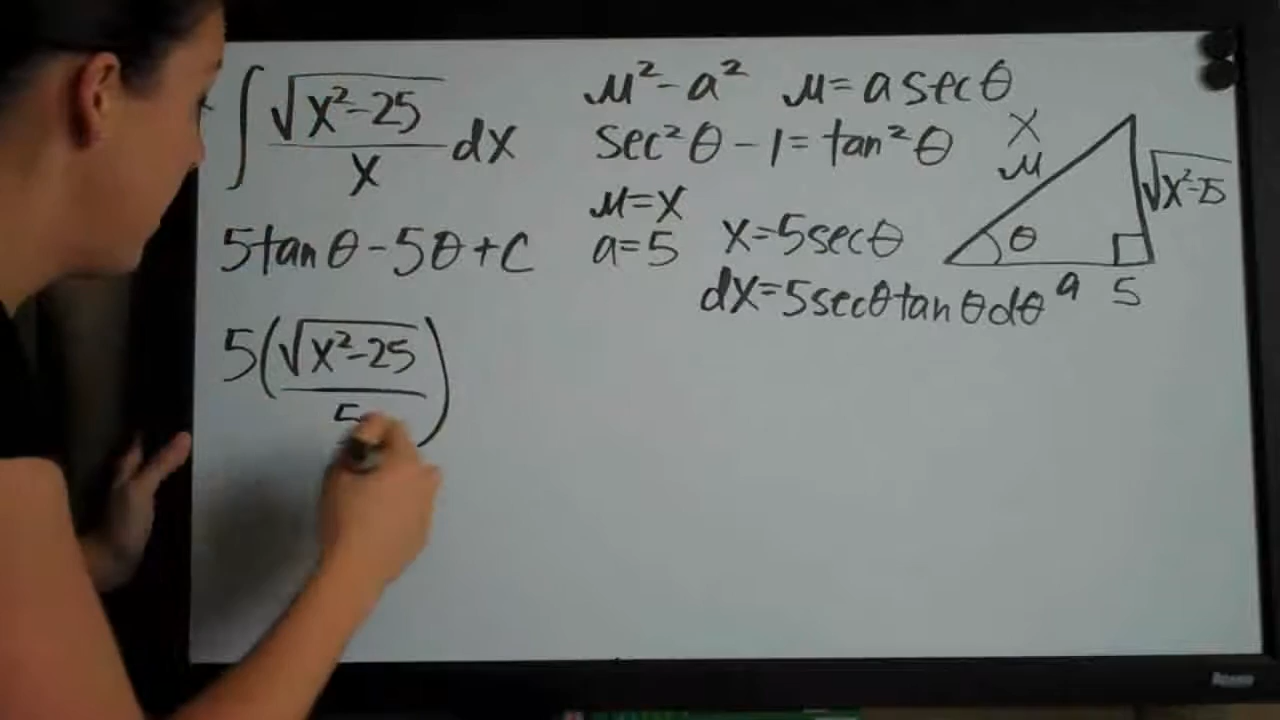 ∫ √(x²-25) / x dx
5tanθ-5θ+C
5(√(x²-25) / 5)
μ²-a² μ=a secθ
sec²θ-1=tan²θ
μ=x
a=5
x=5secθ
dx=5secθtanθdθ
x
μ
θ
√(x²-25)
a 5